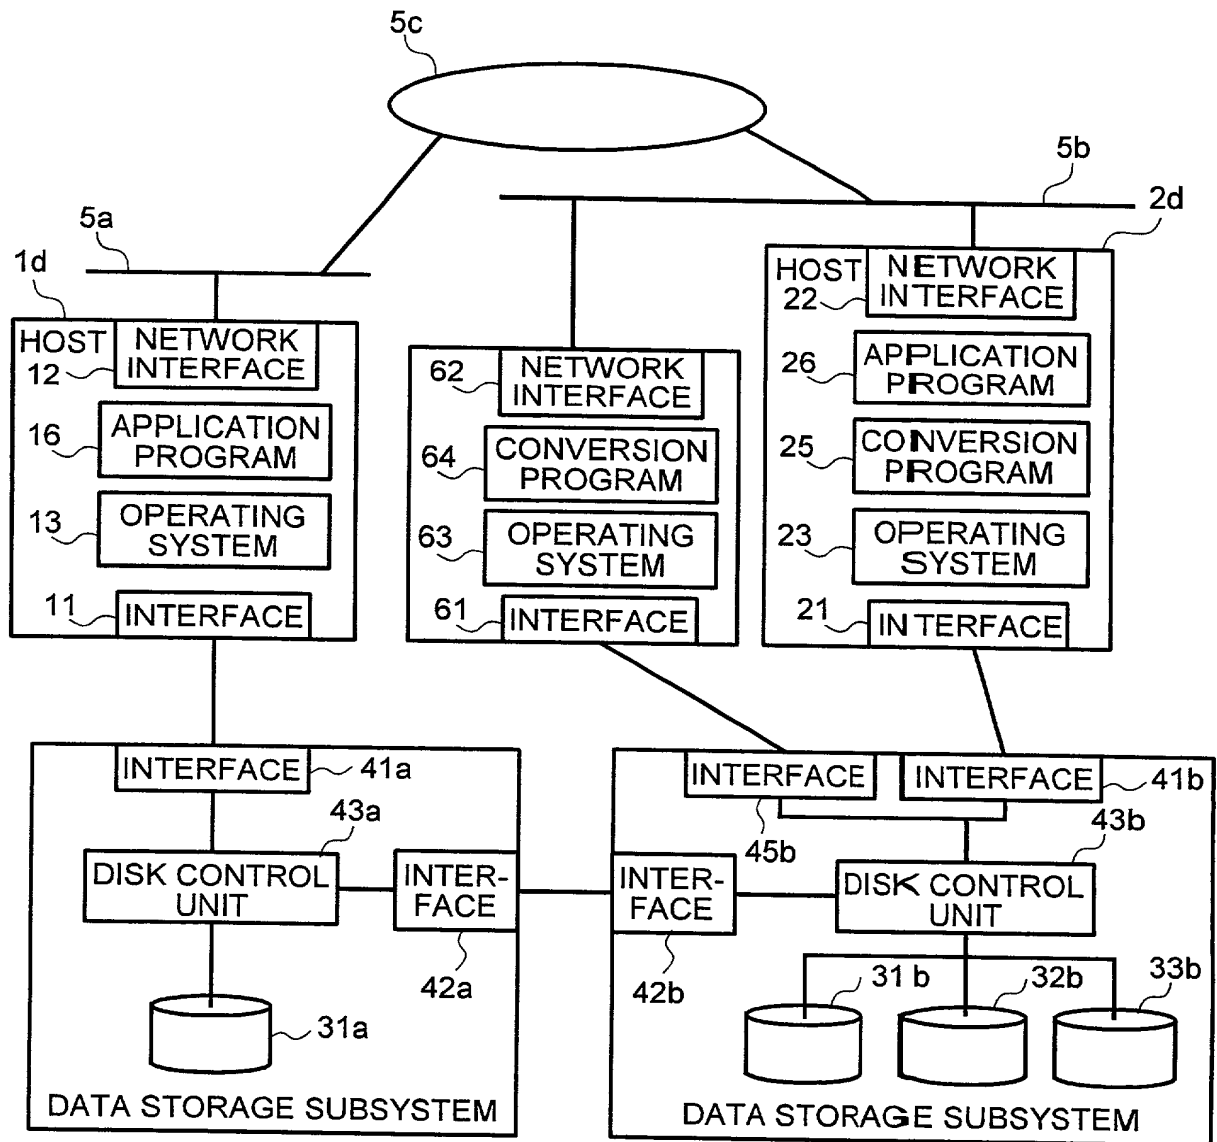 5c
5b
2d
5a
1d
HOST
12
NETWORK
INTERFACE
16
APPLICATION
PROGRAM
13
OPERATING
SYSTEM
11
INTERFACE
62
NETWORK
INTERFACE
64
CONVERSION
PROGRAM
63
OPERATING
SYSTEM
61
INTERFACE
HOST
22
NETWORK
INTERFACE
26
APPLICATION
PROGRAM
25
CONVERSION
PROGRAM
23
OPERATING
SYSTEM
21
INTERFACE
INTERFACE
41a
43a
DISK CONTROL
UNIT
INTER-
FACE
42a
31a
DATA STORAGE SUBSYSTEM
INTERFACE
INTERFACE
41b
45b
43b
INTER-
FACE
42b
DISK CONTROL
UNIT
31b
32b
33b
DATA STORAGE SUBSYSTEM